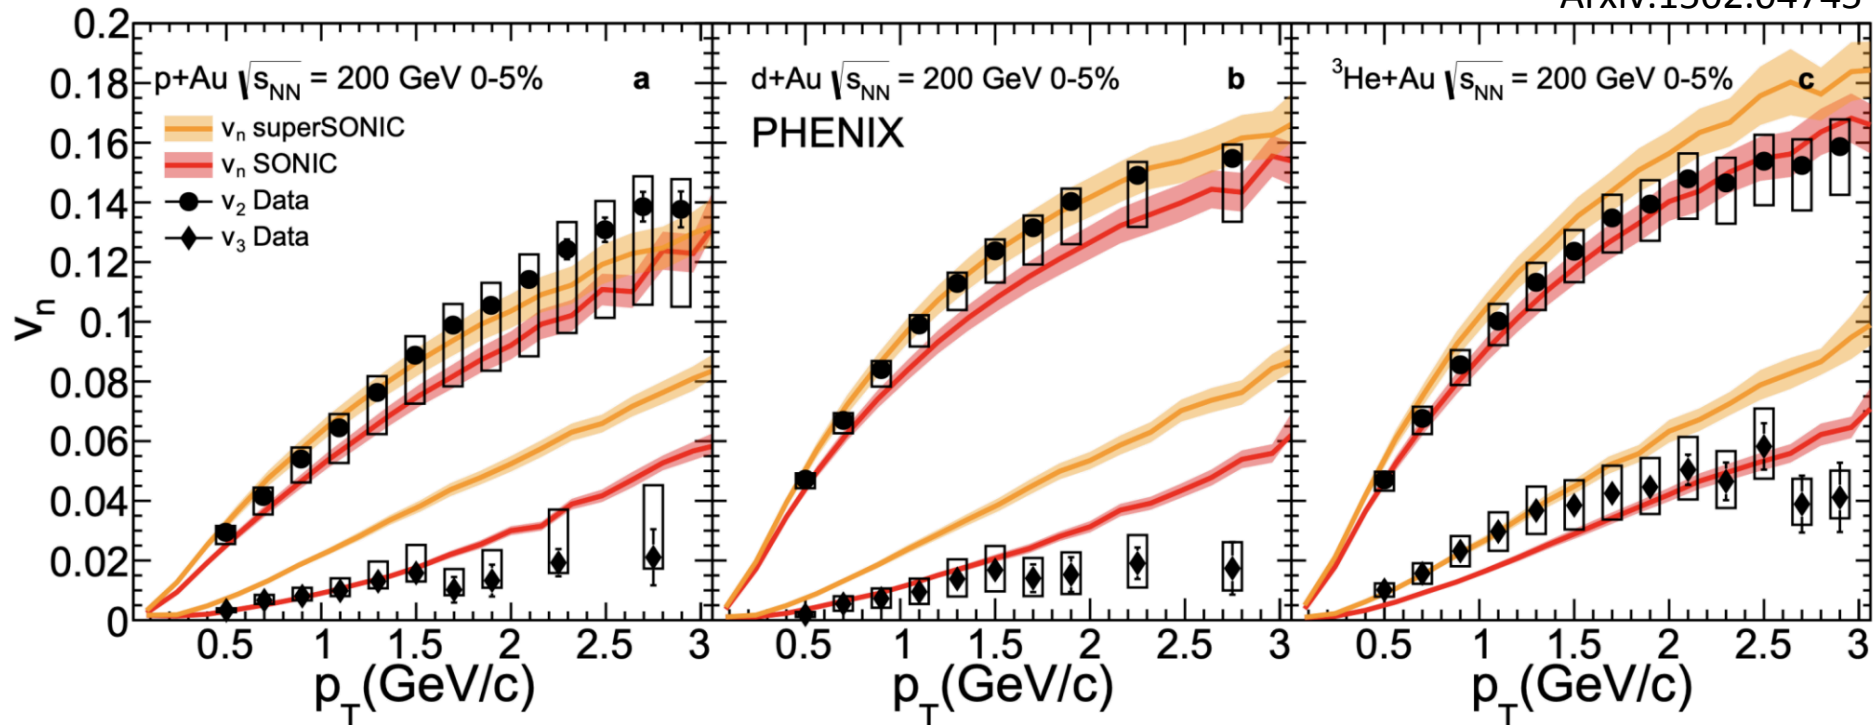 Arxiv:1502.04745
p+Au √sNN = 200 GeV 0-5% a
vn superSONIC
vn SONIC
v2 Data
v3 Data
d+Au √sNN = 200 GeV 0-5% b
PHENIX
3He+Au √sNN = 200 GeV 0-5% c
vn
0.2
0.18
0.16
0.14
0.12
0.1
0.08
0.06
0.04
0.02
0
0.5 1 1.5 2 2.5 3
0.5 1 1.5 2 2.5 3
0.5 1 1.5 2 2.5 3
pT(GeV/c)
pT(GeV/c)
pT(GeV/c)